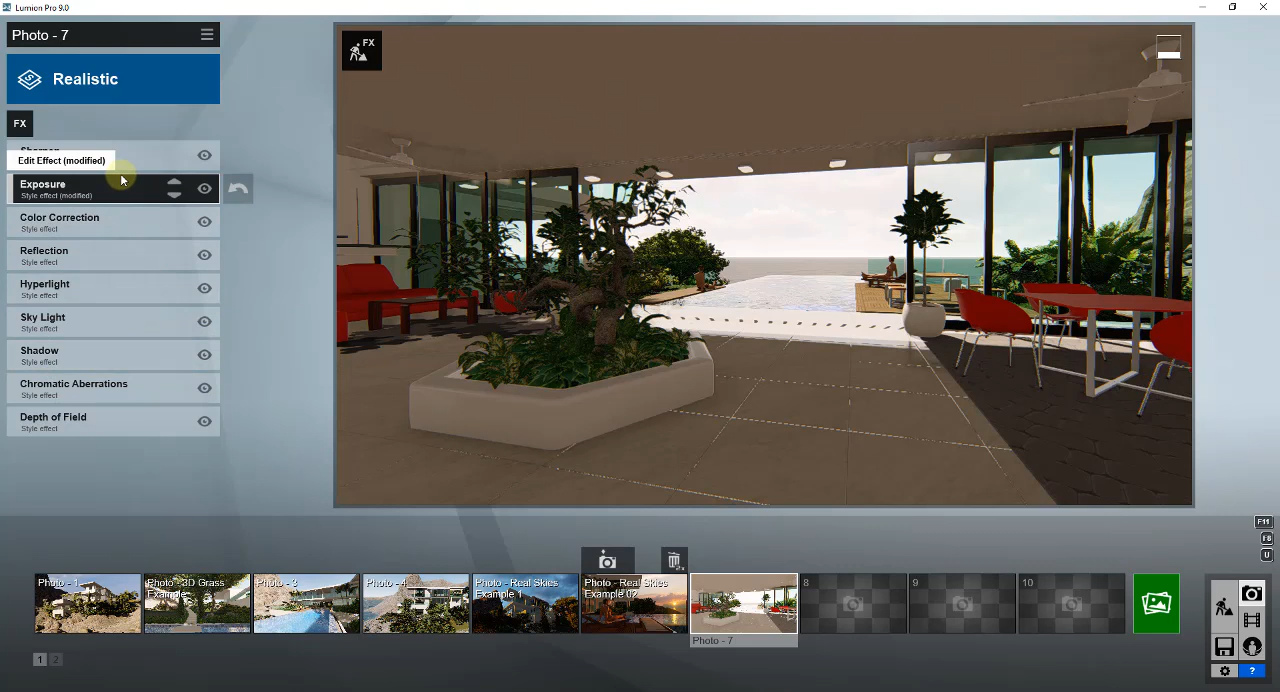 Lumion Pro 9.0
Photo - 7
Realistic
FX
FX
Sharpen
Edit Effect (modified)
Exposure
Style effect (modified)
Color Correction
Style effect
Reflection
Style effect
Hyperlight
Style effect
Sky Light
Style effect
Shadow
Style effect
Chromatic Aberrations
Style effect
Depth of Field
Style effect
F11
F8
U
Photo - 1
Photo - 3D Grass
Example
Photo - 3
Photo - 4
Photo - Real Skies
Example 1
Photo - Real Skies
Example 02
Photo - 7
8
9
10
1
2
?